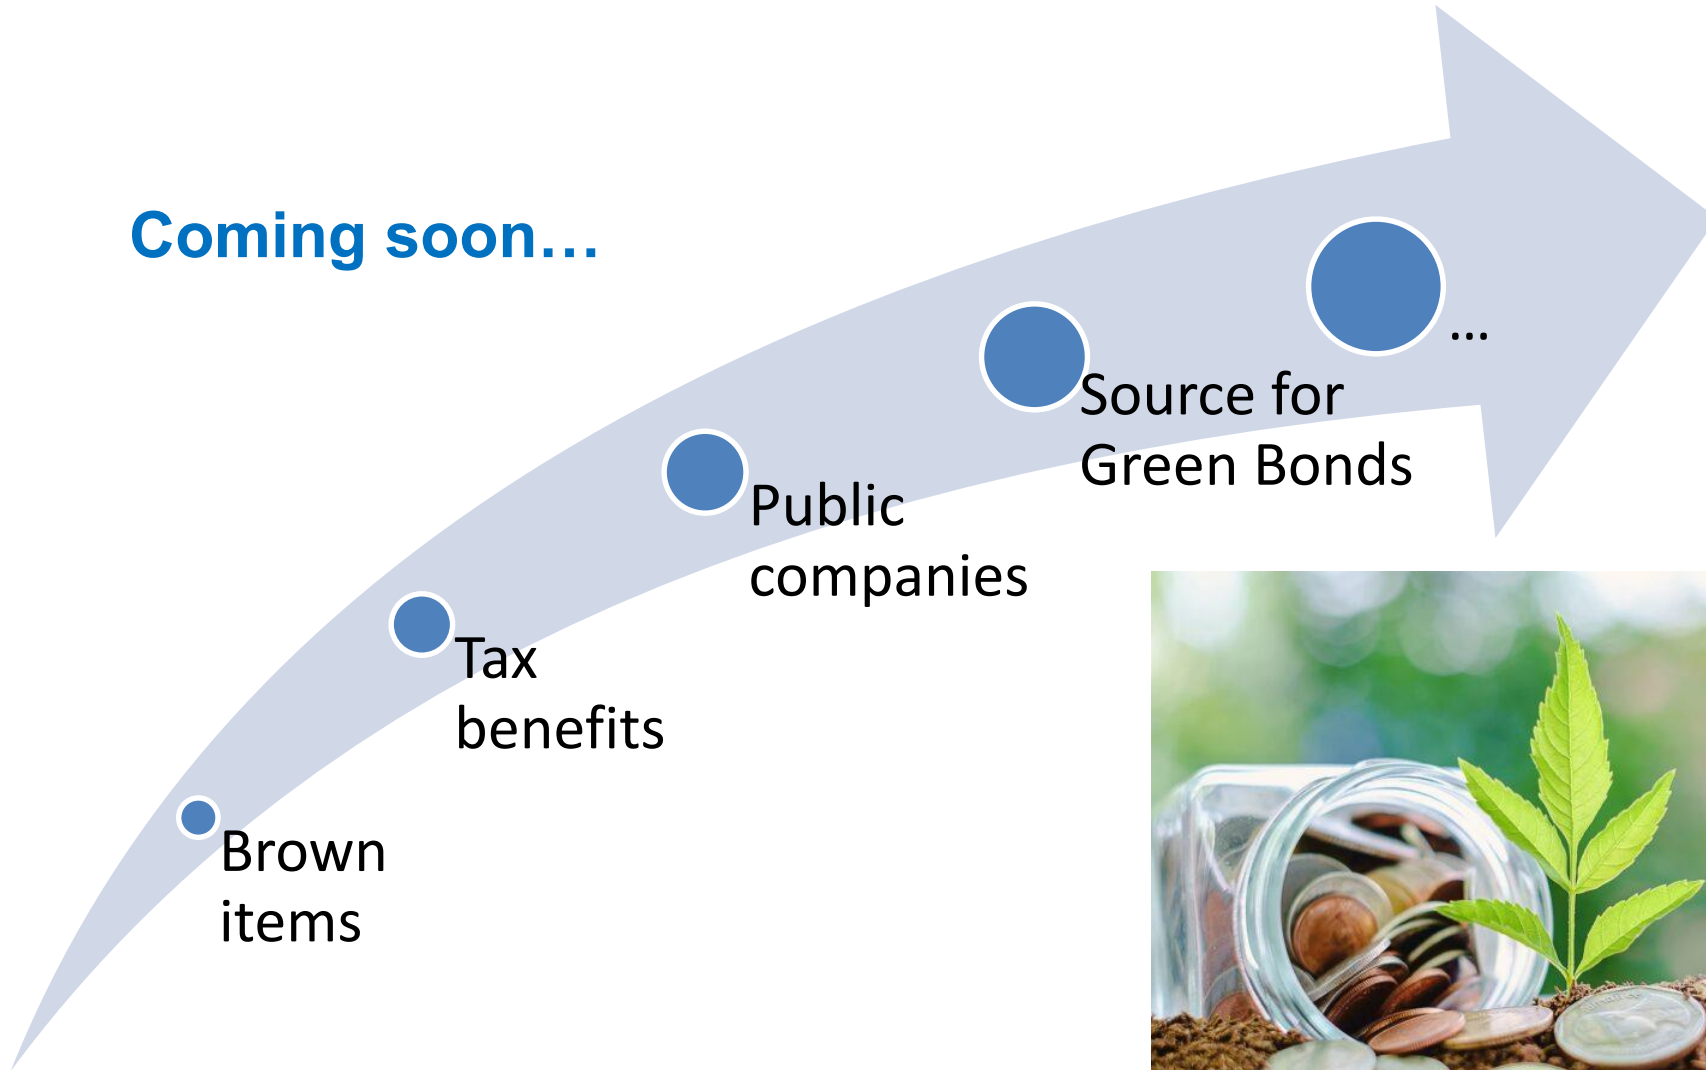 Coming soon…
Brown
items
Tax
benefits
Public
companies
Source for
Green Bonds
…